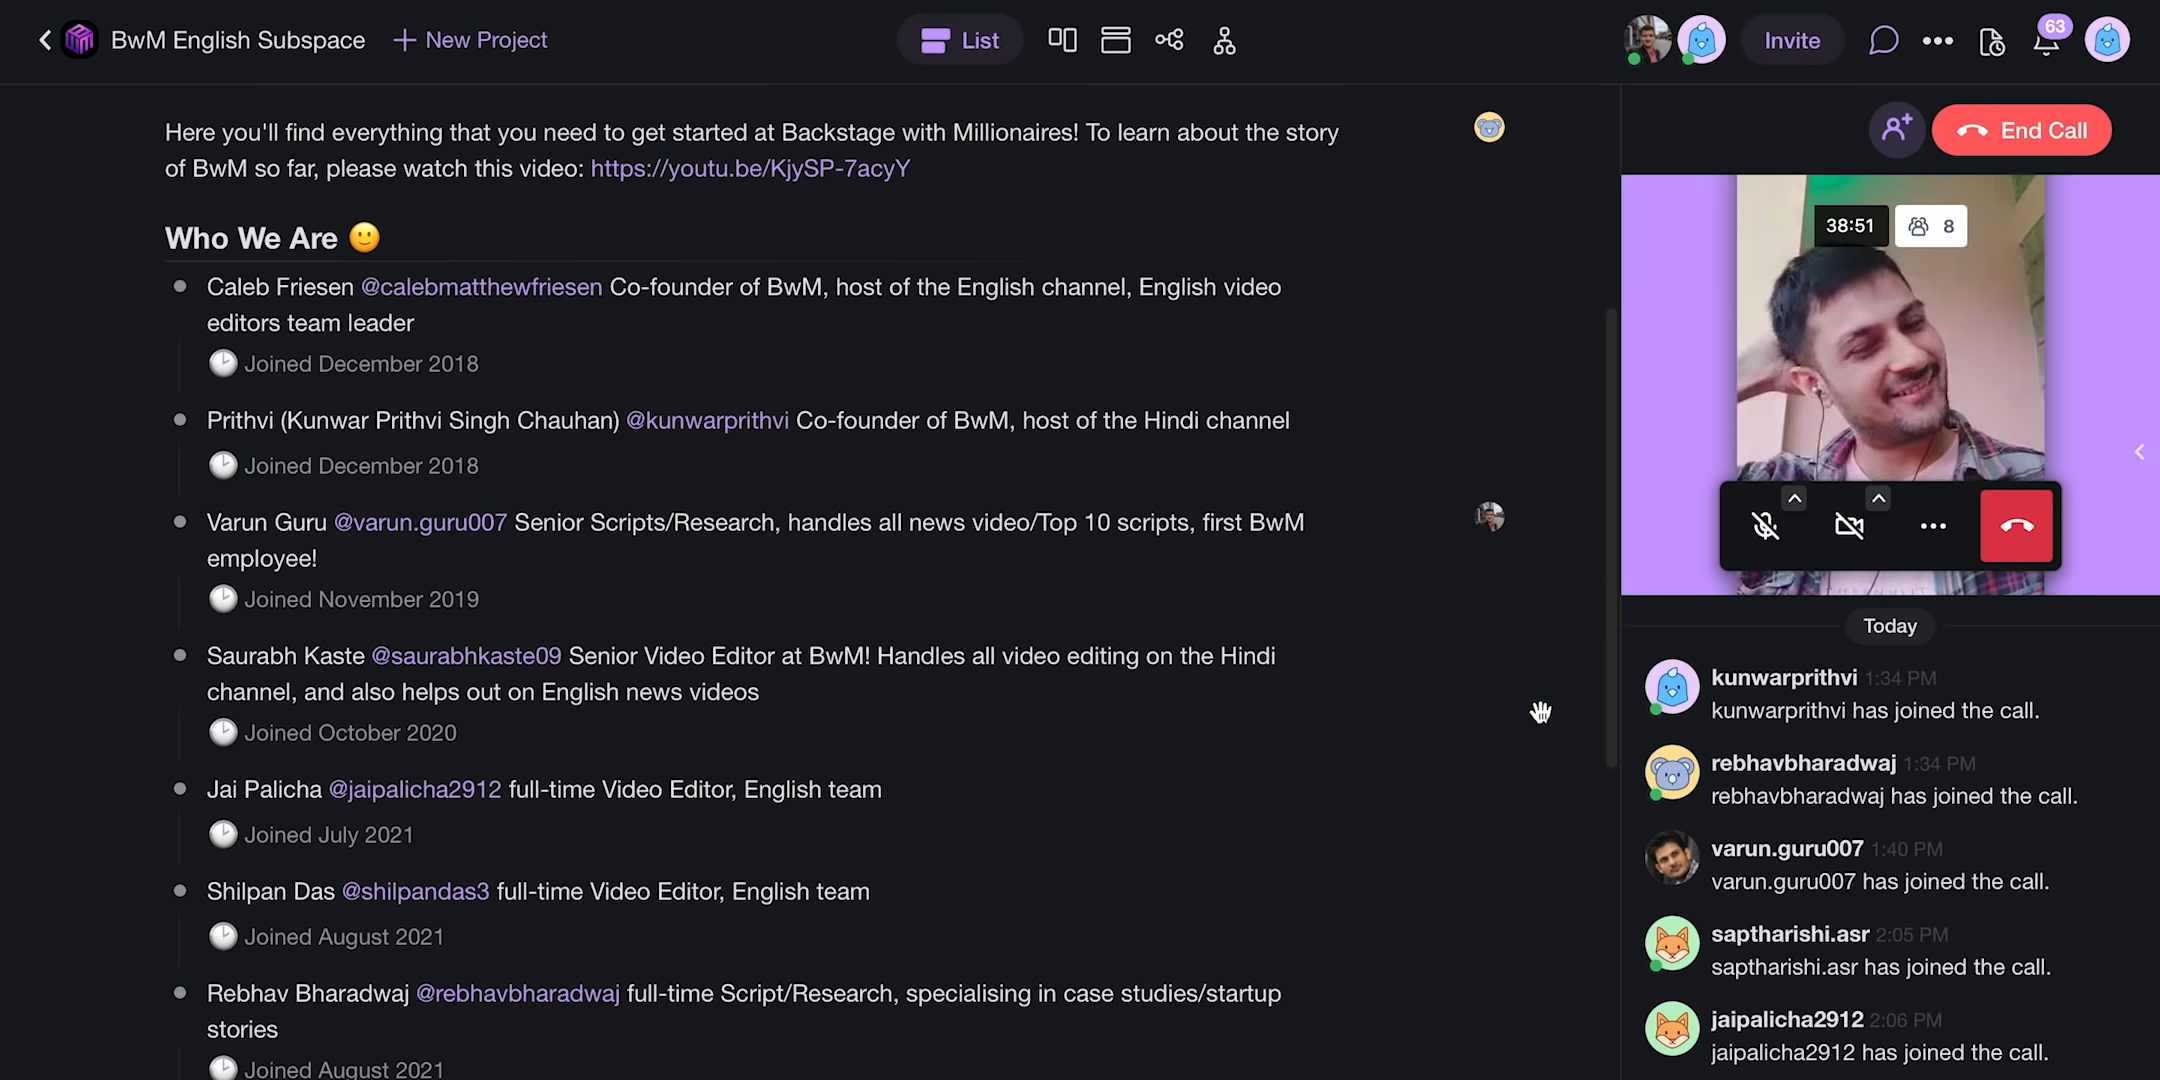 BwM English Subspace
+ New Project
List
Invite
63
Here you'll find everything that you need to get started at Backstage with Millionaires! To learn about the story
of BwM so far, please watch this video: https://youtu.be/KjySP-7acyY
Who We Are 🙂
Caleb Friesen @calebmatthewfriesen Co-founder of BwM, host of the English channel, English video
editors team leader
Joined December 2018
Prithvi (Kunwar Prithvi Singh Chauhan) @kunwarprithvi Co-founder of BwM, host of the Hindi channel
Joined December 2018
Varun Guru @varun.guru007 Senior Scripts/Research, handles all news video/Top 10 scripts, first BwM
employee!
Joined November 2019
Saurabh Kaste @saurabhkaste09 Senior Video Editor at BwM! Handles all video editing on the Hindi
channel, and also helps out on English news videos
Joined October 2020
Jai Palicha @jaipalicha2912 full-time Video Editor, English team
Joined July 2021
Shilpan Das @shilpandas3 full-time Video Editor, English team
Joined August 2021
Rebhav Bharadwaj @rebhavbharadwaj full-time Script/Research, specialising in case studies/startup
stories
Joined August 2021
End Call
38:51
8
Today
kunwarprithvi 1:34 PM
kunwarprithvi has joined the call.
rebhavbharadwaj 1:34 PM
rebhavbharadwaj has joined the call.
varun.guru007 1:40 PM
varun.guru007 has joined the call.
saptharishi.asr 2:05 PM
saptharishi.asr has joined the call.
jaipalicha2912 2:06 PM
jaipalicha2912 has joined the call.